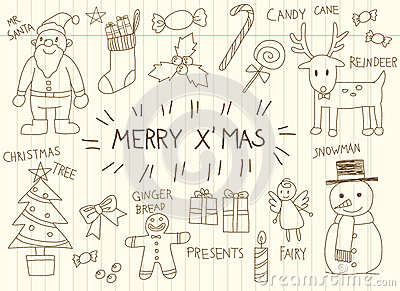 MR
SANTA
CANDY CANE
REINDEER
MERRY X'MAS
CHRISTMAS
TREE
SNOWMAN
GINGER
BREAD
PRESENTS
FAIRY